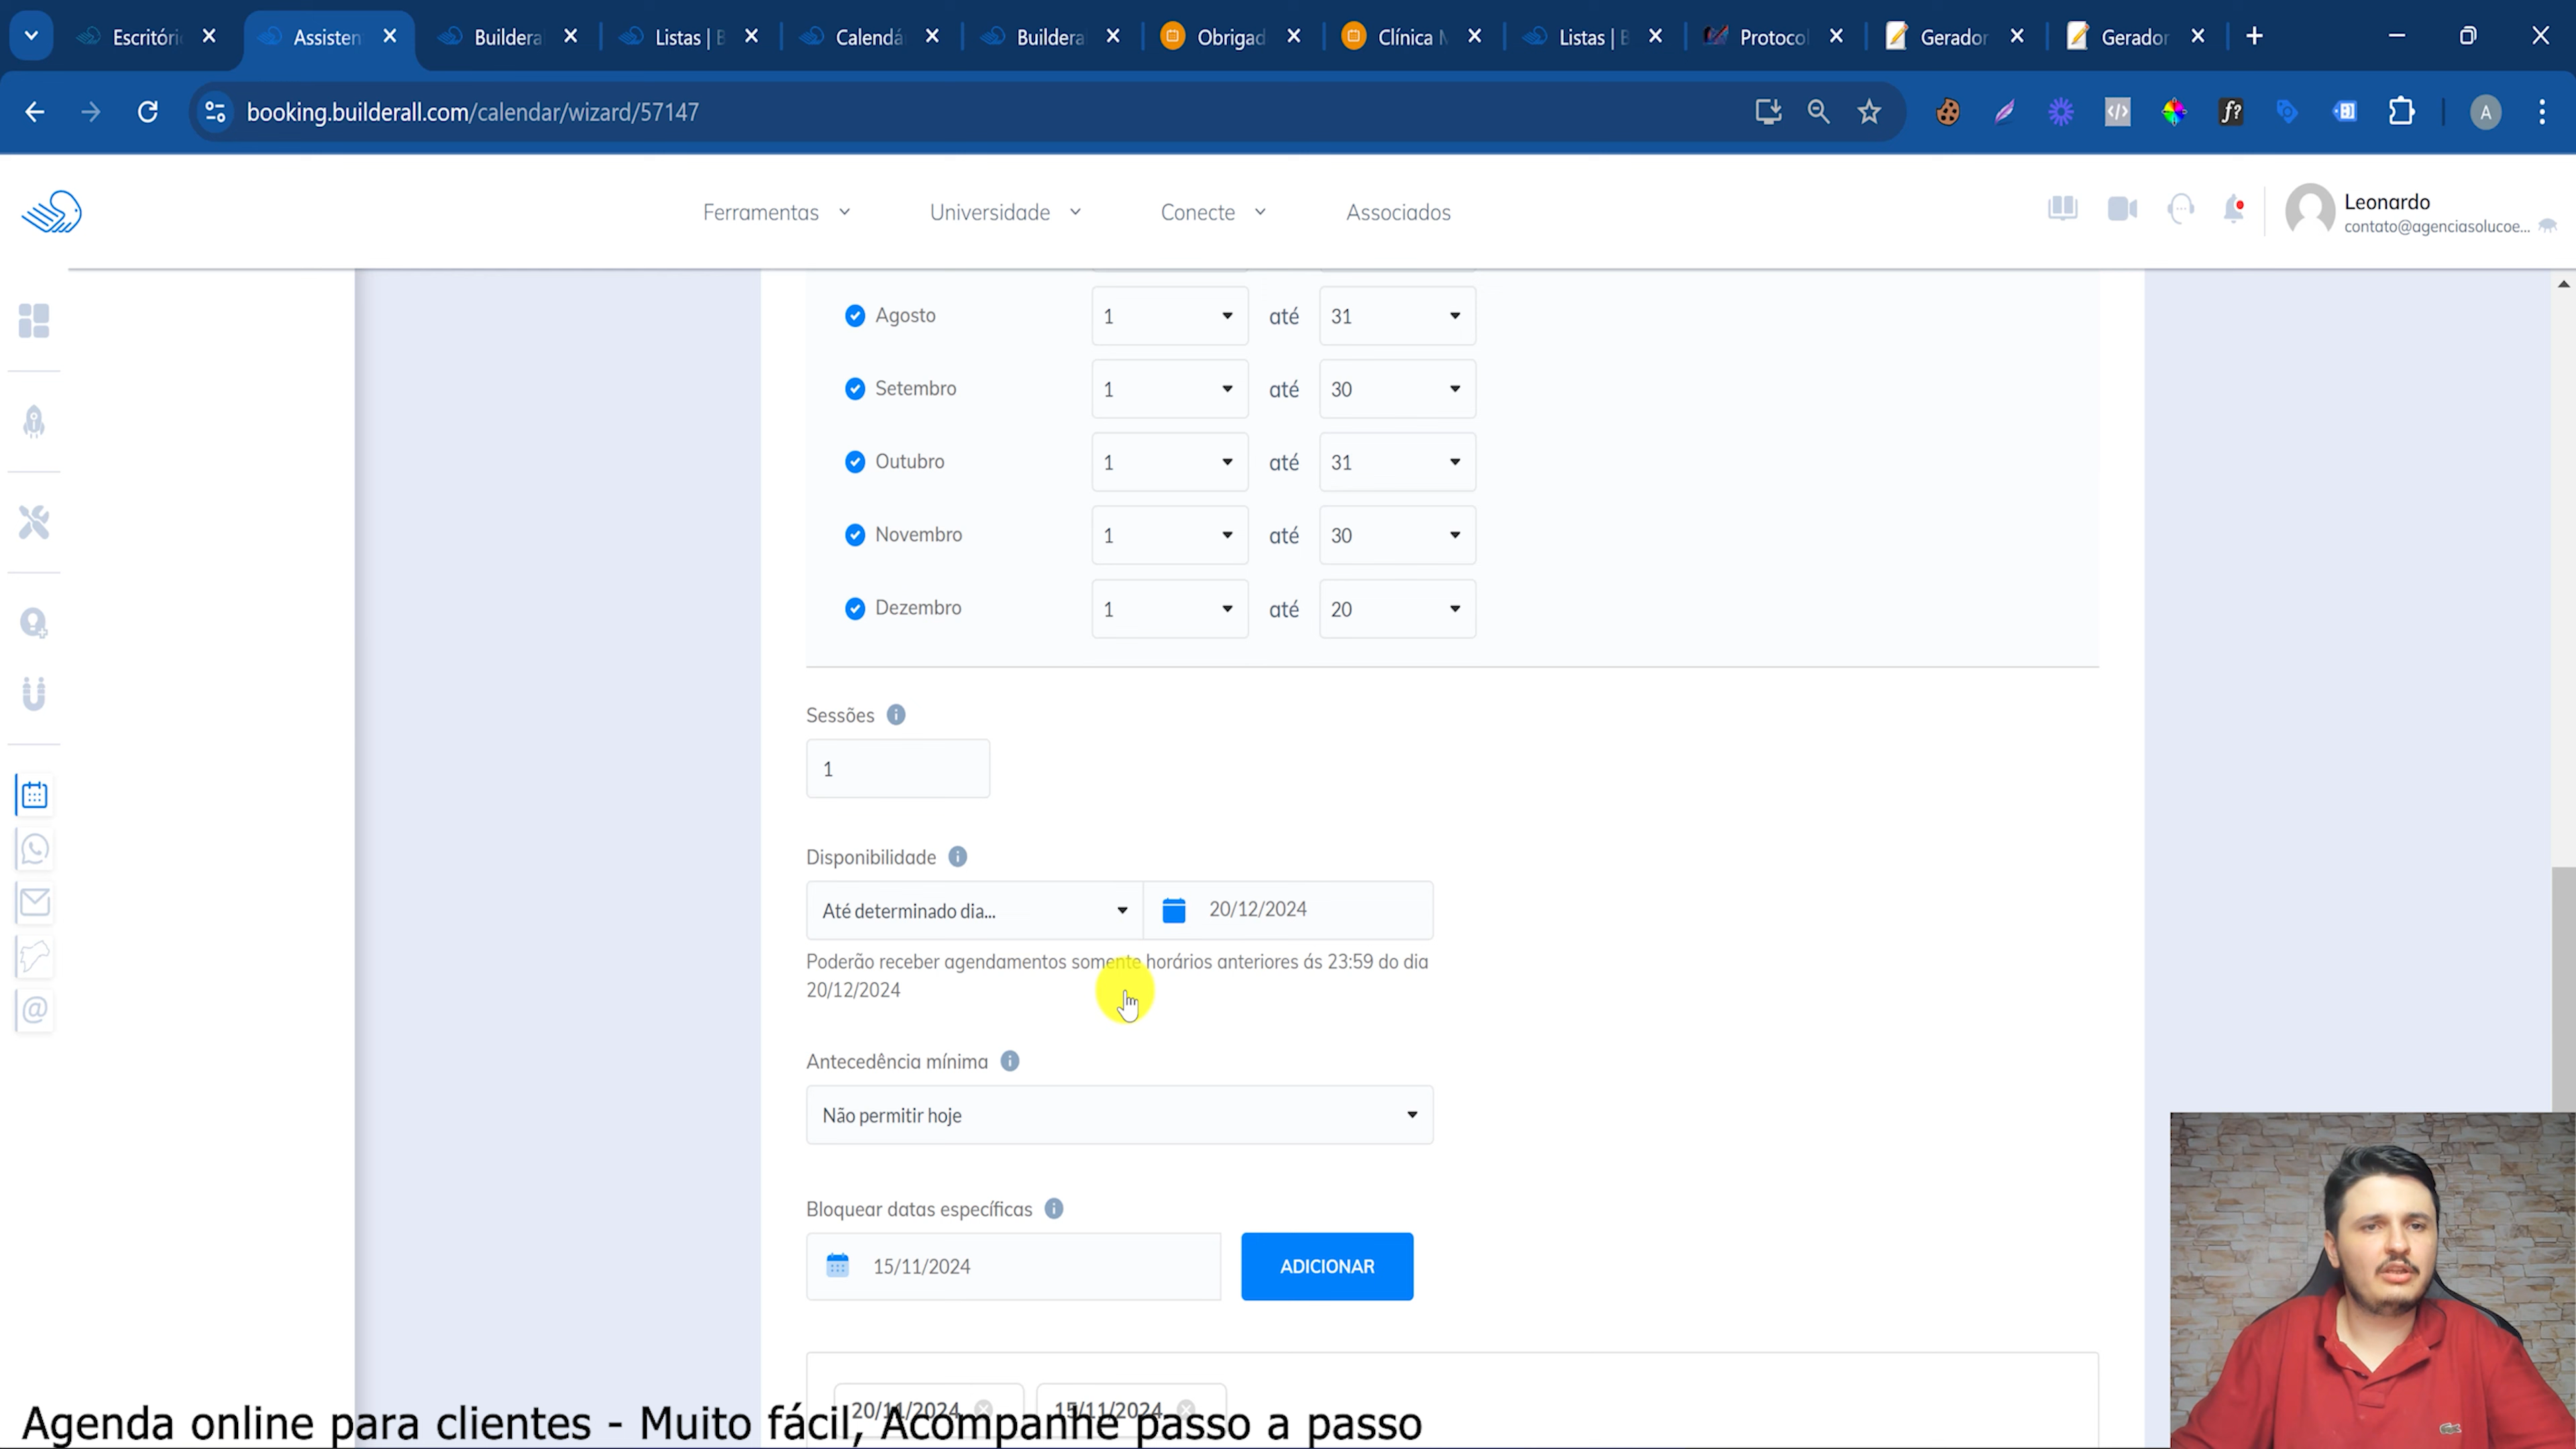 Escritóri
Assisten
Buildera
Listas | B
Calendá
Buildera
Obrigad
Clínica M
Listas | B
Protocol
Gerador
Gerador
booking.builderall.com/calendar/wizard/57147
A
Ferramentas
Universidade
Conecte
Associados
Leonardo
contato@agenciasolucoe...
Agosto 1 até 31
Setembro 1 até 30
Outubro 1 até 31
Novembro 1 até 30
Dezembro 1 até 20
Sessões
1
Disponibilidade
Até determinado dia... 20/12/2024
Poderão receber agendamentos somente horários anteriores ás 23:59 do dia
20/12/2024
Antecedência mínima
Não permitir hoje
Bloquear datas específicas
15/11/2024 ADICIONAR
20/11/2024 15/11/2024
Agenda online para clientes - Muito fácil, Acompanhe passo a passo